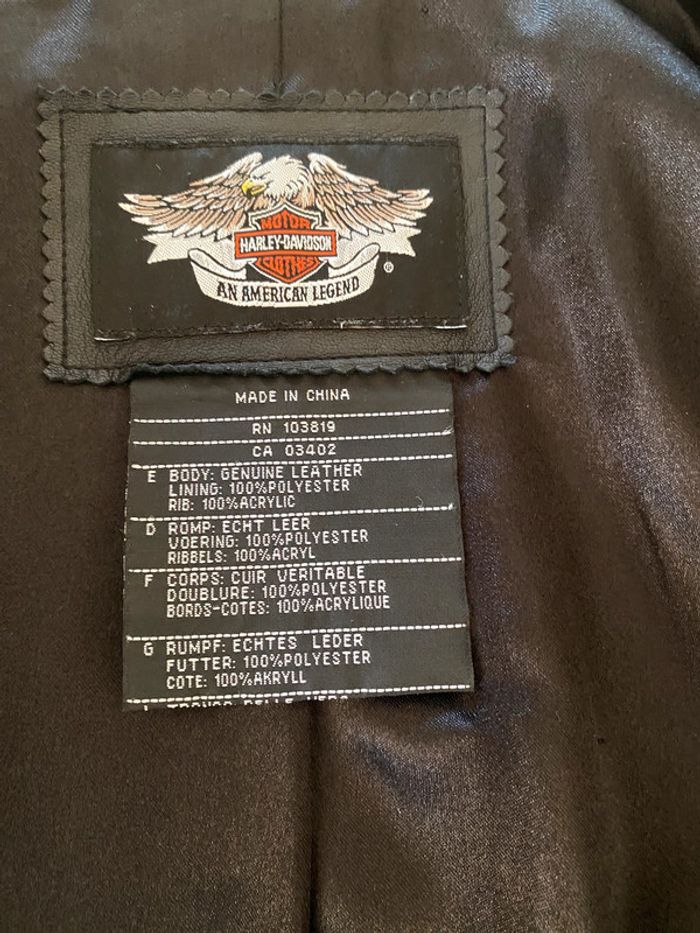 MOTOR
HARLEY-DAVIDSON
CLOTHES
®
AN AMERICAN LEGEND
MADE IN CHINA
RN 103819
CA 03402
E BODY: GENUINE LEATHER
LINING: 100%POLYESTER
RIB: 100%ACRYLIC
D ROMP: ECHT LEER
VOERING: 100%POLYESTER
RIBBELS: 100%ACRYL
F CORPS: CUIR VERITABLE
DOUBLURE: 100%POLYESTER
BORDS-COTES: 100%ACRYLIQUE
G RUMPF: ECHTES LEDER
FUTTER: 100%POLYESTER
COTE: 100%AKRYLL